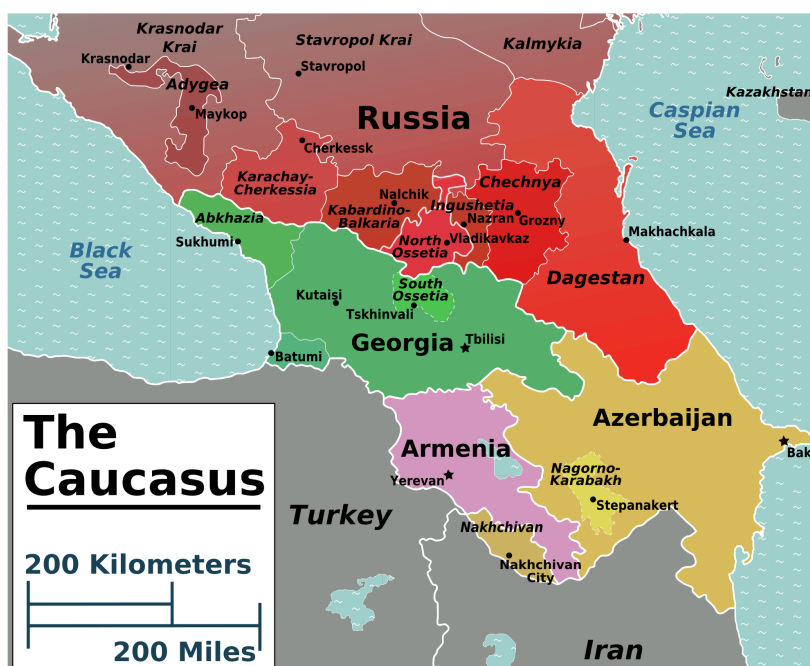 Krasnodar
Krai
Stavropol Krai
Kalmykia
Krasnodar
Stavropol
Adygea
Kazakhstan
Maykop
Russia
Caspian
Sea
Cherkessk
Karachay-
Cherkessia
Chechnya
Nalchik
Ingushetia
Kabardino-
Balkaria
Nazran
Grozny
Abkhazia
Sukhumi
North
Ossetia
Vladikavkaz
Makhachkala
Black
Sea
Dagestan
South
Ossetia
Kutaisi
Tskhinvali
Georgia
Tbilisi
Batumi
Azerbaijan
The
Caucasus
Armenia
Bak
Nagorno-
Karabakh
Yerevan
Stepanakert
Turkey
Nakhchivan
Nakhchivan
City
200 Kilometers
200 Miles
Iran